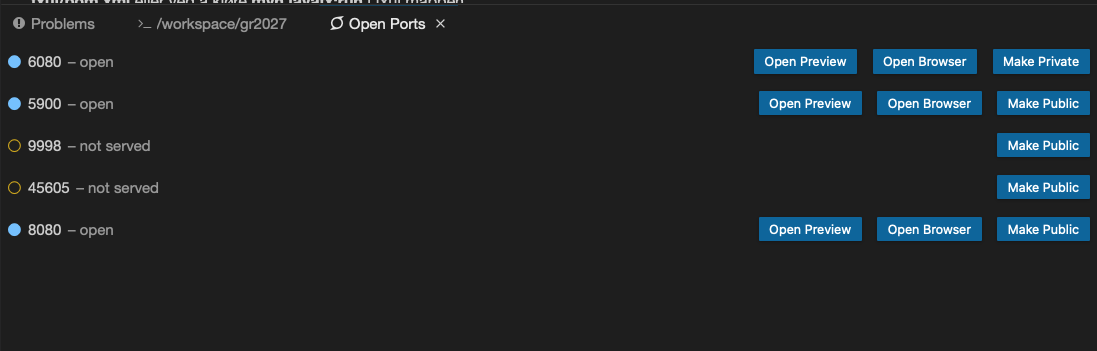 Problems
>_ /workspace/gr2027
Open Ports ×
6080 – open Open Preview Open Browser Make Private
5900 – open Open Preview Open Browser Make Public
9998 – not served Make Public
45605 – not served Make Public
8080 – open Open Preview Open Browser Make Public